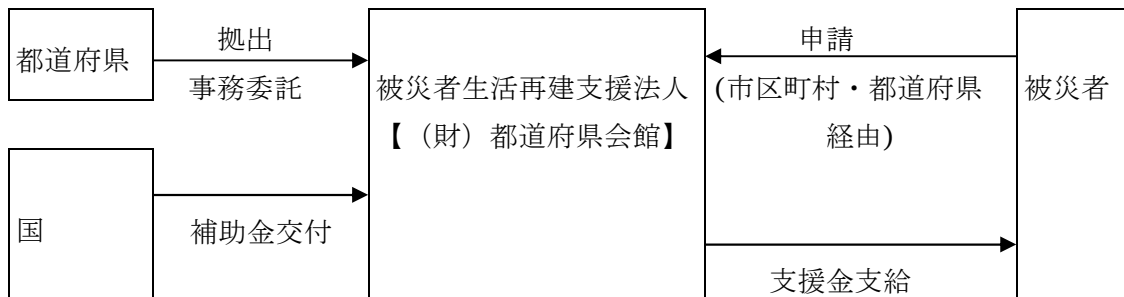 都道府県
拠出
事務委託
国
補助金交付
被災者生活再建支援法人
【（財）都道府県会館】
申請
(市区町村・都道府県
経由)
支援金支給
被災者